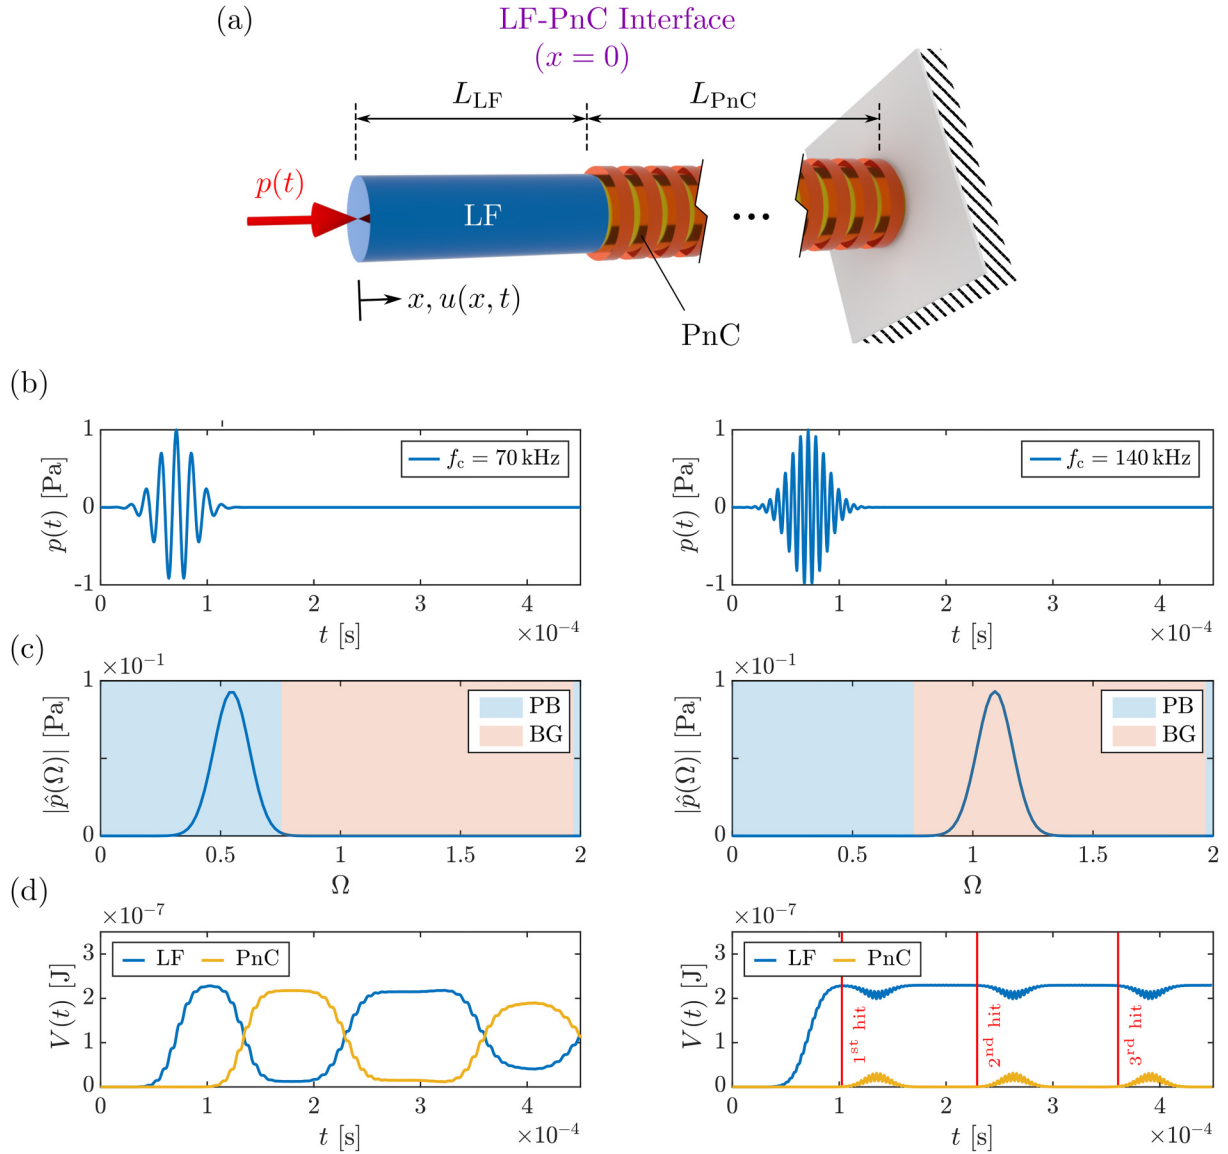 (a)
LF-PnC Interface
(x = 0)
L_LF
L_PnC
p(t)
LF
x, u(x, t)
PnC
(b)
p(t) [Pa]
1
0
-1
f_c = 70 kHz
0 1 2 3 4
×10⁻⁴
t [s]
p(t) [Pa]
1
0
-1
f_c = 140 kHz
0 1 2 3 4
×10⁻⁴
t [s]
(c)
×10⁻¹
|p̂(Ω)| [Pa]
1
0
PB
BG
0 0.5 1 1.5 2
Ω
×10⁻¹
|p̂(Ω)| [Pa]
1
0
PB
BG
0 0.5 1 1.5 2
Ω
(d)
×10⁻⁷
V(t) [J]
3
2
1
0
LF PnC
0 1 2 3 4
×10⁻⁴
t [s]
×10⁻⁷
V(t) [J]
3
2
1
0
LF PnC
1st hit
2nd hit
3rd hit
0 1 2 3 4
×10⁻⁴
t [s]